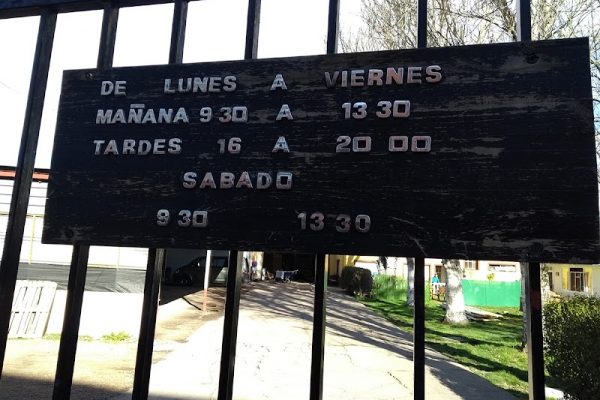 DE LUNES A VIERNES
MAÑANA 9 30 A 13 30
TARDES 16 A 20 00
SABADO
9 30 13 30